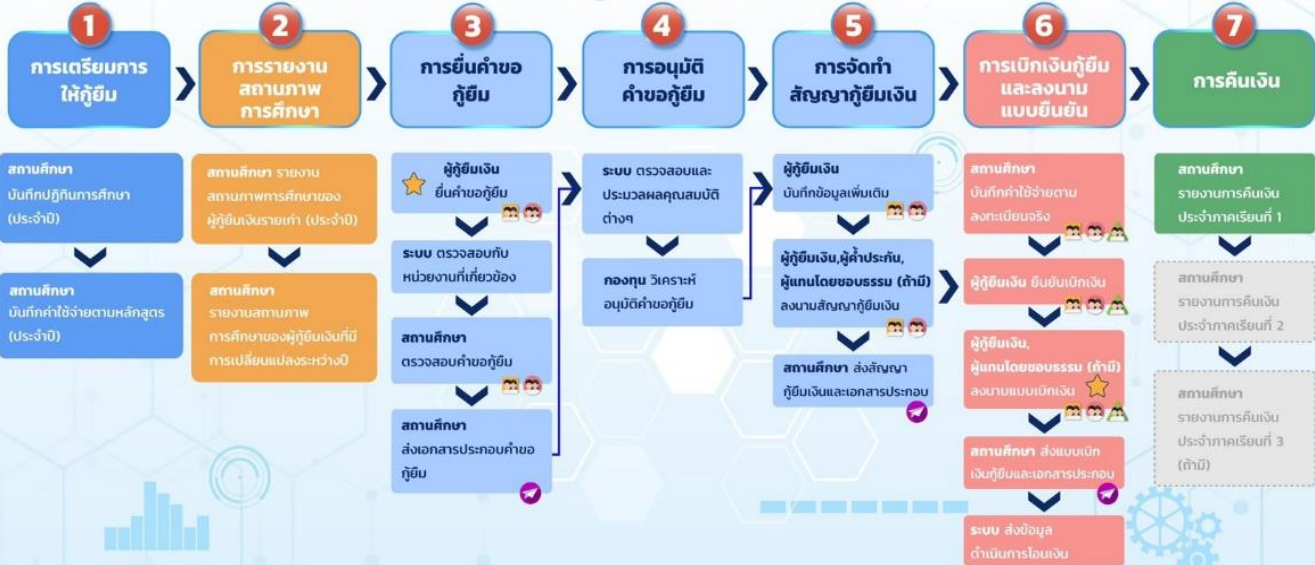 1
การเตรียมการ
ให้กู้ยืม
2
การรายงาน
สถานภาพ
การศึกษา
3
การยื่นคำขอ
กู้ยืม
4
การอนุมัติ
คำขอกู้ยืม
5
การจัดทำ
สัญญากู้ยืมเงิน
6
การเบิกเงินกู้ยืม
และลงนาม
แบบยืนยัน
7
การคืนเงิน
สถานศึกษา
บันทึกปฏิทินการศึกษา
(ประจำปี)
สถานศึกษา
บันทึกค่าใช้จ่ายตามหลักสูตร
(ประจำปี)
สถานศึกษา รายงาน
สถานภาพการศึกษาของ
ผู้กู้ยืมเงินรายเก่า (ประจำปี)
สถานศึกษา
รายงานสถานภาพ
การศึกษาของผู้กู้ยืมเงินที่มี
การเปลี่ยนแปลงระหว่างปี
ผู้กู้ยืมเงิน
ยื่นคำขอกู้ยืม
ระบบ ตรวจสอบกับ
หน่วยงานที่เกี่ยวข้อง
สถานศึกษา
ตรวจสอบคำขอกู้ยืม
สถานศึกษา
ส่งเอกสารประกอบคำขอ
กู้ยืม
ระบบ ตรวจสอบและ
ประมวลผลคุณสมบัติ
ต่างๆ
กองทุน วิเคราะห์
อนุมัติคำขอกู้ยืม
ผู้กู้ยืมเงิน
บันทึกข้อมูลเพิ่มเติม
ผู้กู้ยืมเงิน,ผู้ค้ำประกัน,
ผู้แทนโดยชอบธรรม (ถ้ามี)
ลงนามสัญญากู้ยืมเงิน
สถานศึกษา ส่งสัญญา
กู้ยืมเงินและเอกสารประกอบ
สถานศึกษา
บันทึกค่าใช้จ่ายตาม
ลงทะเบียนจริง
ผู้กู้ยืมเงิน ยืนยันเบิกเงิน
ผู้กู้ยืมเงิน,
ผู้แทนโดยชอบธรรม (ถ้ามี)
ลงนามแบบเบิกเงิน
สถานศึกษา ส่งแบบเบิก
เงินกู้ยืมและเอกสารประกอบ
ระบบ ส่งข้อมูล
ดำเนินการโอนเงิน
สถานศึกษา
รายงานการคืนเงิน
ประจำภาคเรียนที่ 1
สถานศึกษา
รายงานการคืนเงิน
ประจำภาคเรียนที่ 2
สถานศึกษา
รายงานการคืนเงิน
ประจำภาคเรียนที่ 3
(ถ้ามี)